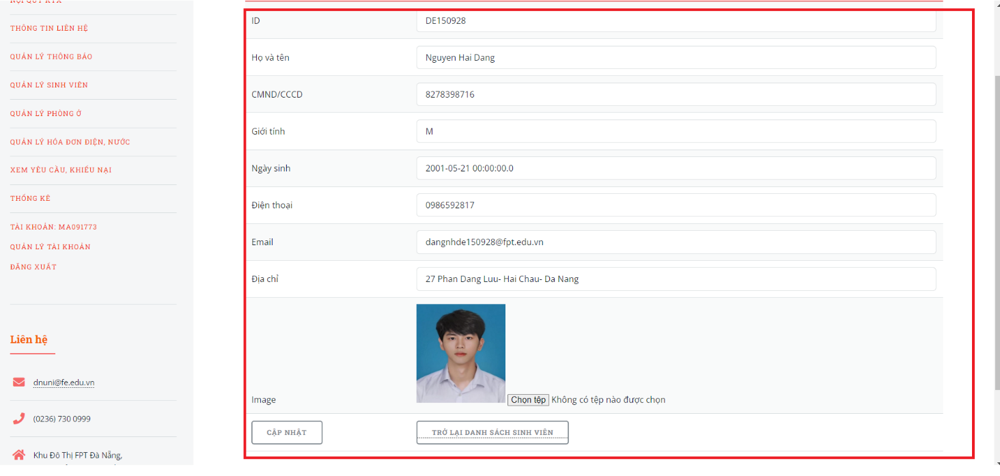 NỘI QUY KTX
THÔNG TIN LIÊN HỆ
QUẢN LÝ THÔNG BÁO
QUẢN LÝ SINH VIÊN
QUẢN LÝ PHÒNG Ở
QUẢN LÝ HÓA ĐƠN ĐIỆN, NƯỚC
XEM YÊU CẦU, KHIẾU NẠI
THỐNG KÊ
TÀI KHOẢN: MA091773
QUẢN LÝ TÀI KHOẢN
ĐĂNG XUẤT
Liên hệ
dnuni@fe.edu.vn
(0236) 730 0999
Khu Đô Thị FPT Đà Nẵng,
ID DE150928
Họ và tên Nguyen Hai Dang
CMND/CCCD 8278398716
Giới tính M
Ngày sinh 2001-05-21 00:00:00.0
Điện thoại 0986592817
Email dangnhde150928@fpt.edu.vn
Địa chỉ 27 Phan Dang Luu- Hai Chau- Da Nang
Image Chọn tệp Không có tệp nào được chọn
CẬP NHẬT TRỞ LẠI DANH SÁCH SINH VIÊN